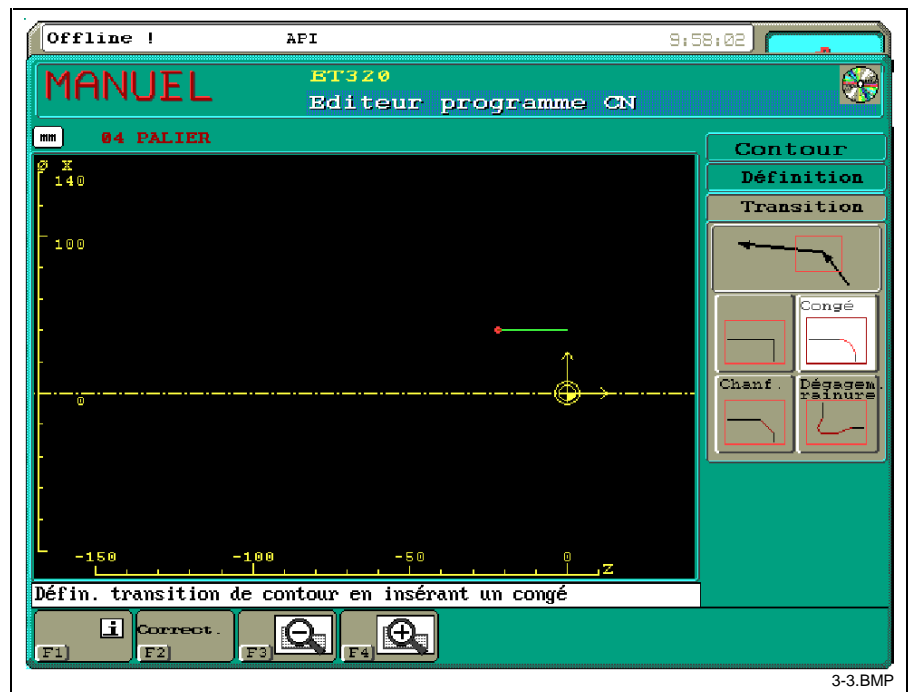 Offline ! API 9:58:02
MANUEL
ET320
Editeur programme CN
mm 04 PALIER
Contour
Définition
Transition
Congé
Chanf.
Dégagem.
rainure
Ø X
140
100
0
-150 -100 -50 0 Z
Défin. transition de contour en insérant un congé
i Correct.
F1 F2 F3 F4
3-3.BMP